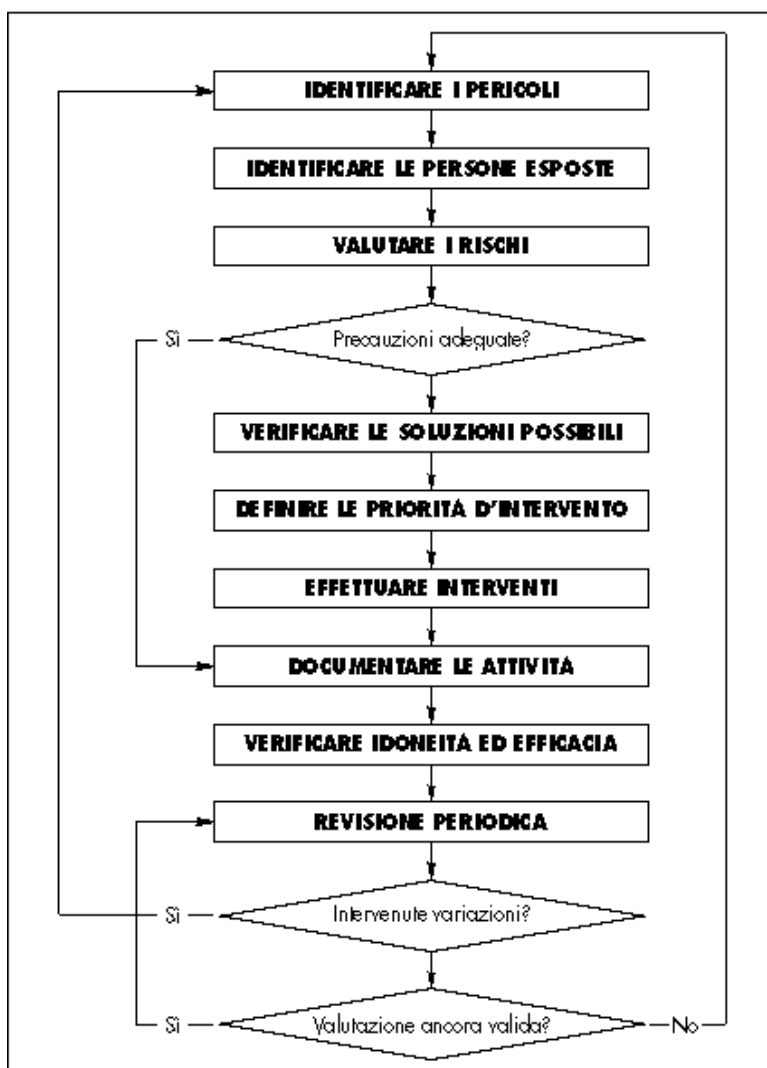 IDENTIFICARE I PERICOLI
IDENTIFICARE LE PERSONE ESPOSTE
VALUTARE I RISCHI
Sì
Precauzioni adeguate?
VERIFICARE LE SOLUZIONI POSSIBILI
DEFINIRE LE PRIORITÀ D'INTERVENTO
EFFETTUARE INTERVENTI
DOCUMENTARE LE ATTIVITÀ
VERIFICARE IDONEITÀ ED EFFICACIA
REVISIONE PERIODICA
Sì
Intervenute variazioni?
Sì
Valutazione ancora valida?
No